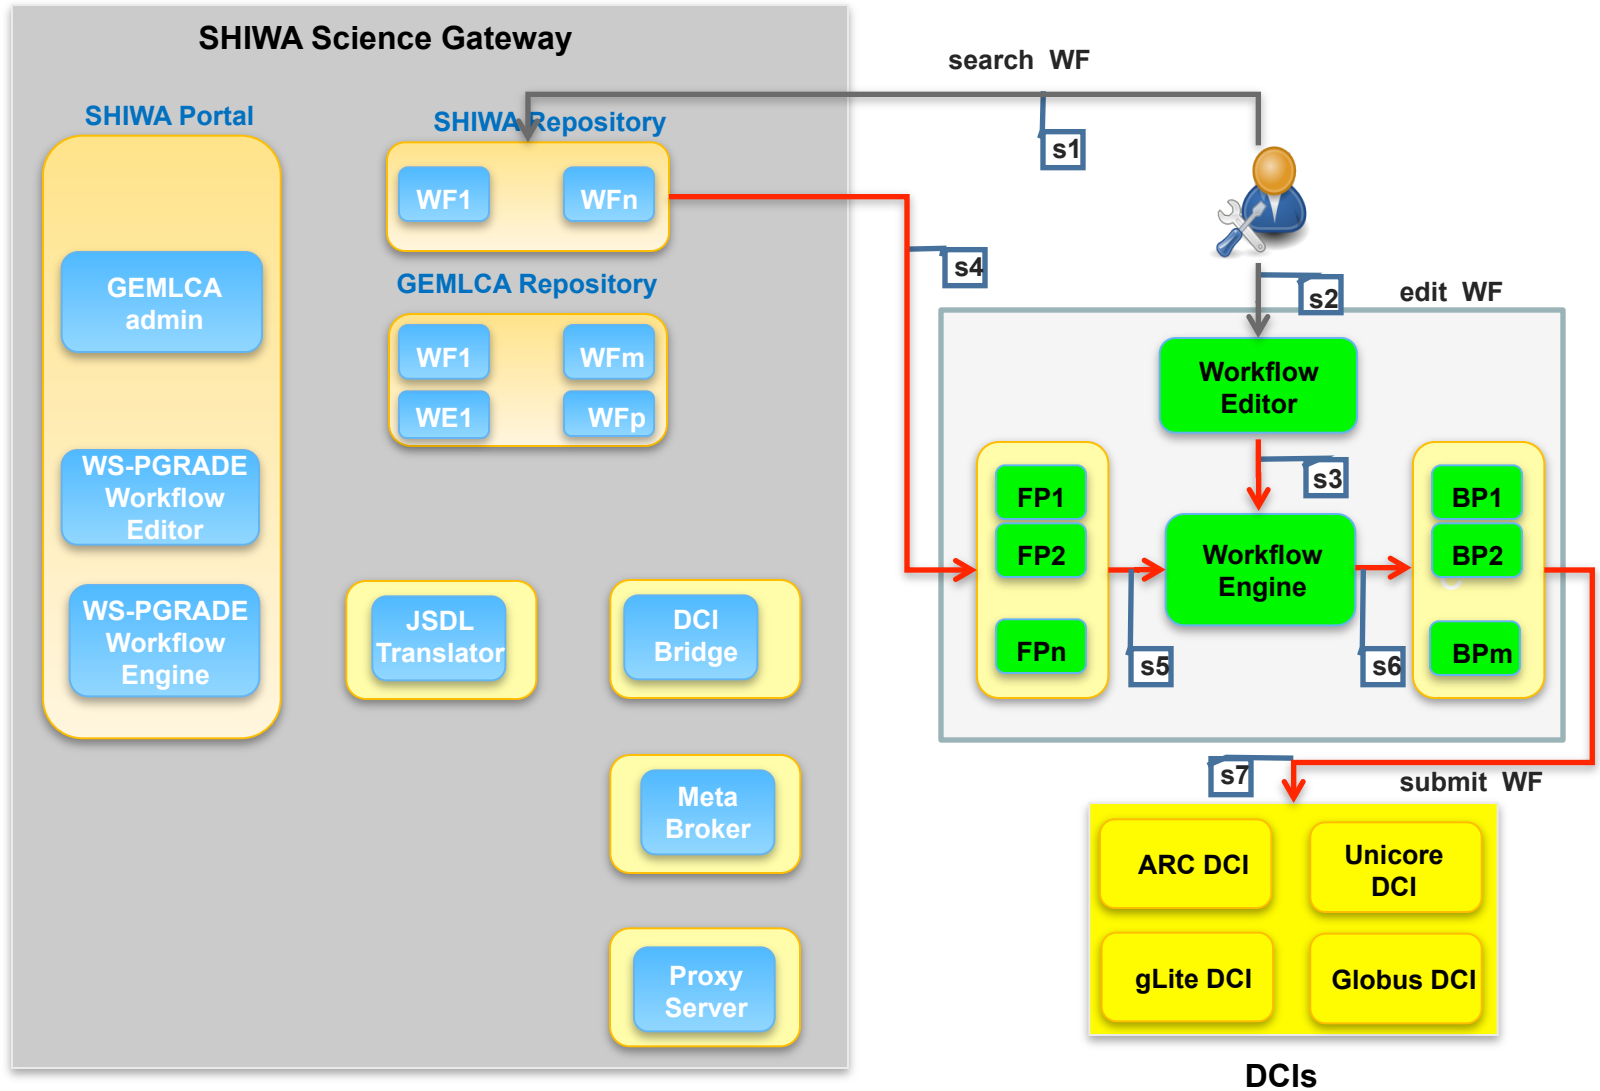 SHIWA Science Gateway
search WF
SHIWA Portal
SHIWA Repository
s1
WF1
WFn
s4
GEMLCA
admin
GEMLCA Repository
s2
edit WF
WF1
WFm
WE1
WFp
Workflow
Editor
s3
WS-PGRADE
Workflow
Editor
FP1
FP2
FPn
Workflow
Engine
BP1
BP2
BPm
WS-PGRADE
Workflow
Engine
JSDL
Translator
DCI
Bridge
s5
s6
s7
submit WF
Meta
Broker
ARC DCI
Unicore
DCI
Proxy
Server
gLite DCI
Globus DCI
DCIs